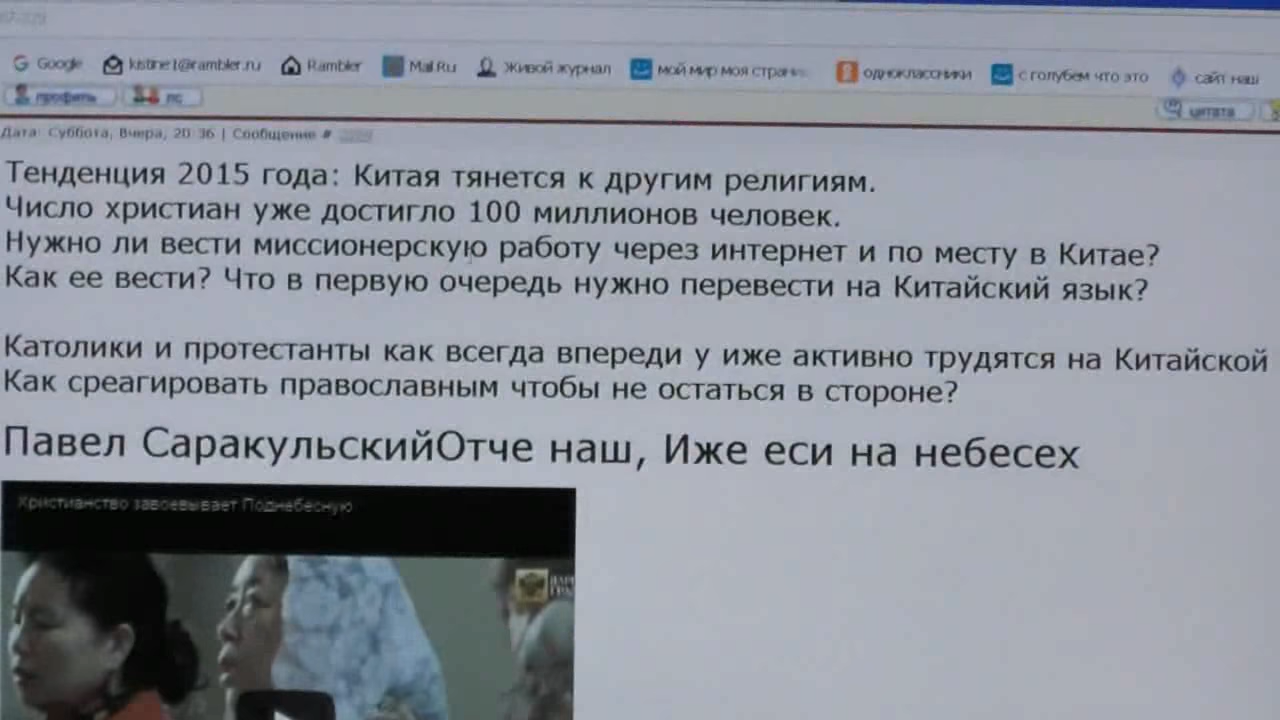 Google kistine1@rambler.ru Rambler Mail.Ru живой журнал мой мир моя страни одноклассники с голубем что это сайт наш
профиль лс цитата
Дата: Суббота, Вчера, 20:36 | Сообщение #
Тенденция 2015 года: Китая тянется к другим религиям.
Число христиан уже достигло 100 миллионов человек.
Нужно ли вести миссионерскую работу через интернет и по месту в Китае?
Как ее вести? Что в первую очередь нужно перевести на Китайский язык?
Католики и протестанты как всегда впереди у иже активно трудятся на Китайской
Как среагировать православным чтобы не остаться в стороне?
Павел СаракульскийОтче наш, Иже еси на небесех
Христианство завоевывает Поднебесную